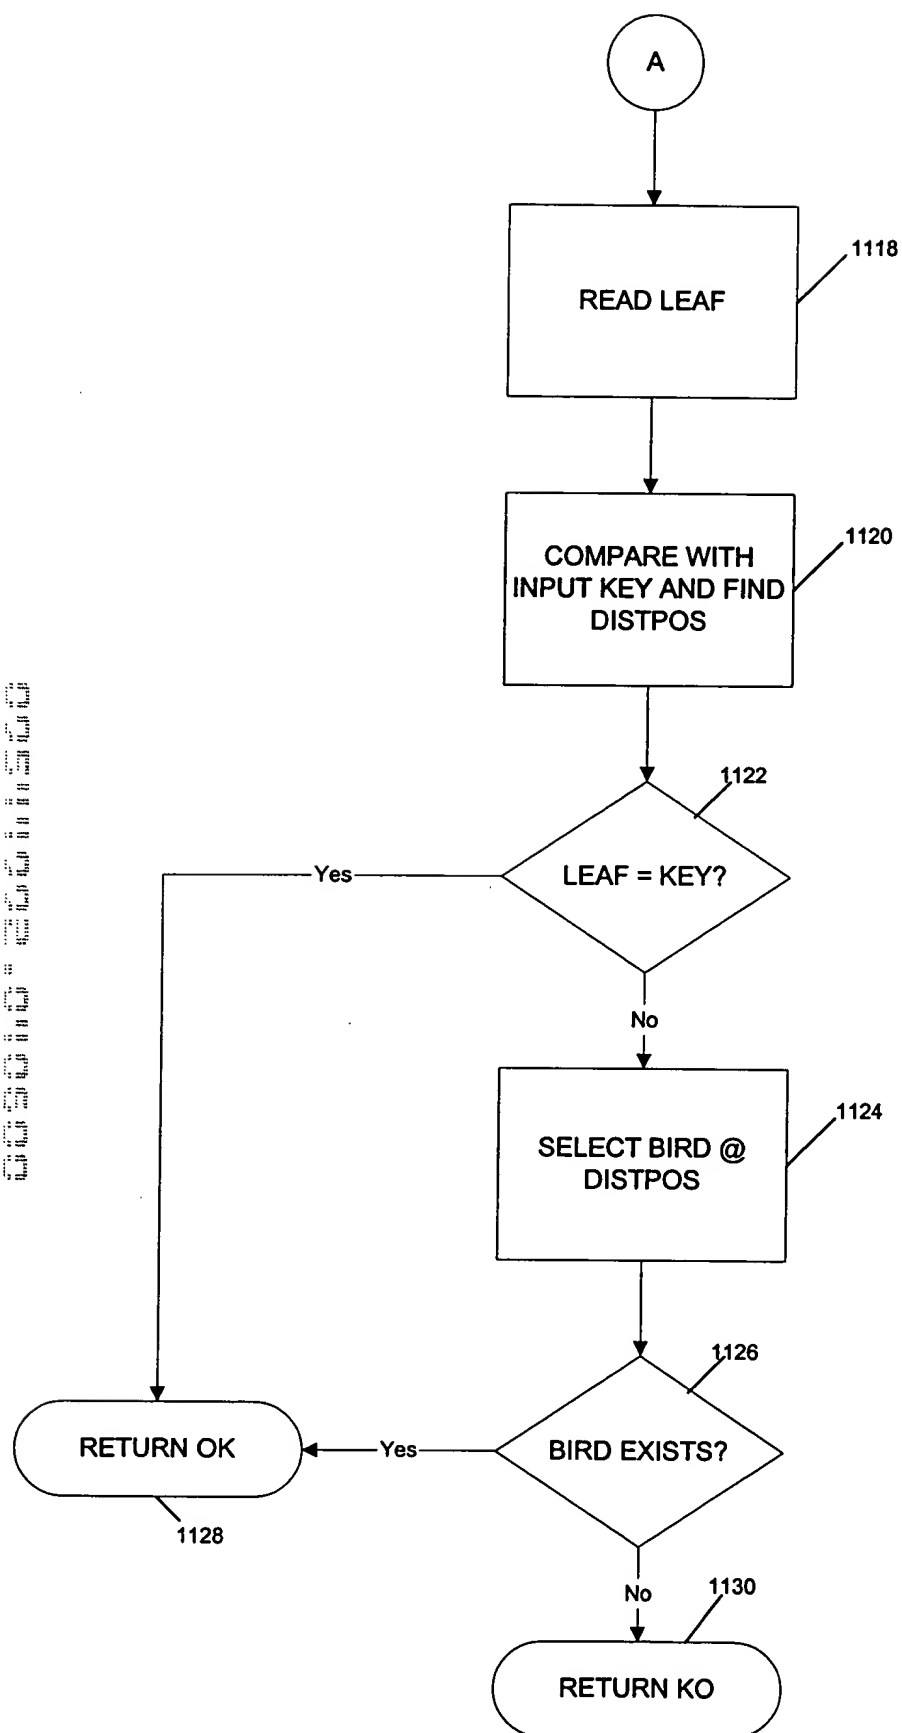 A
READ LEAF
1118
COMPARE WITH
INPUT KEY AND FIND
DISTPOS
1120
1122
LEAF = KEY?
Yes
No
SELECT BIRD @
DISTPOS
1124
1126
BIRD EXISTS?
Yes
RETURN OK
1128
No
1130
RETURN KO